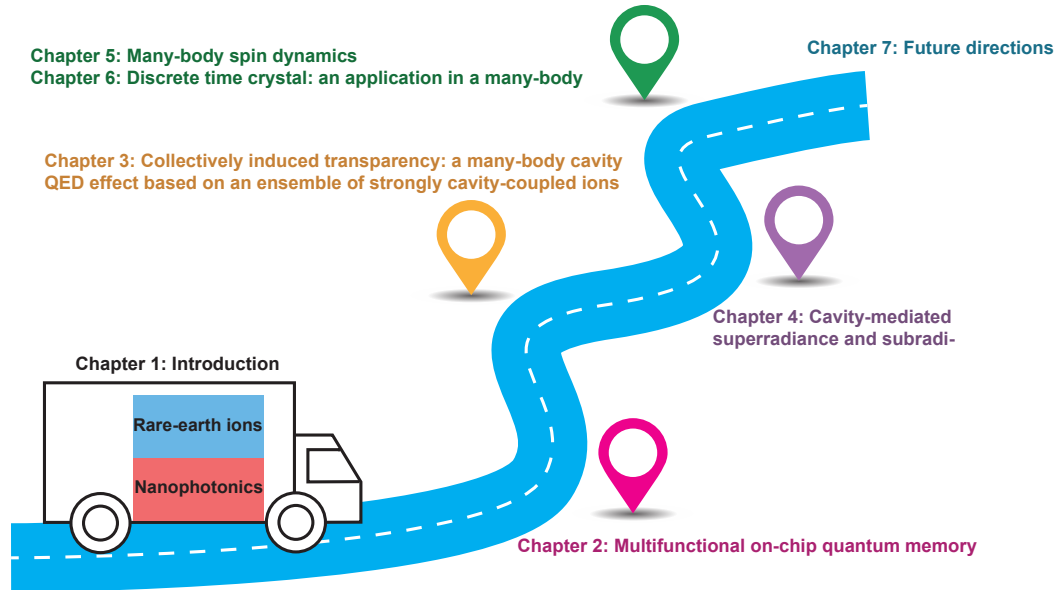 Chapter 5: Many-body spin dynamics
Chapter 6: Discrete time crystal: an application in a many-body
Chapter 7: Future directions
Chapter 3: Collectively induced transparency: a many-body cavity
QED effect based on an ensemble of strongly cavity-coupled ions
Chapter 4: Cavity-mediated
superradiance and subradi-
Chapter 1: Introduction
Rare-earth ions
Nanophotonics
Chapter 2: Multifunctional on-chip quantum memory